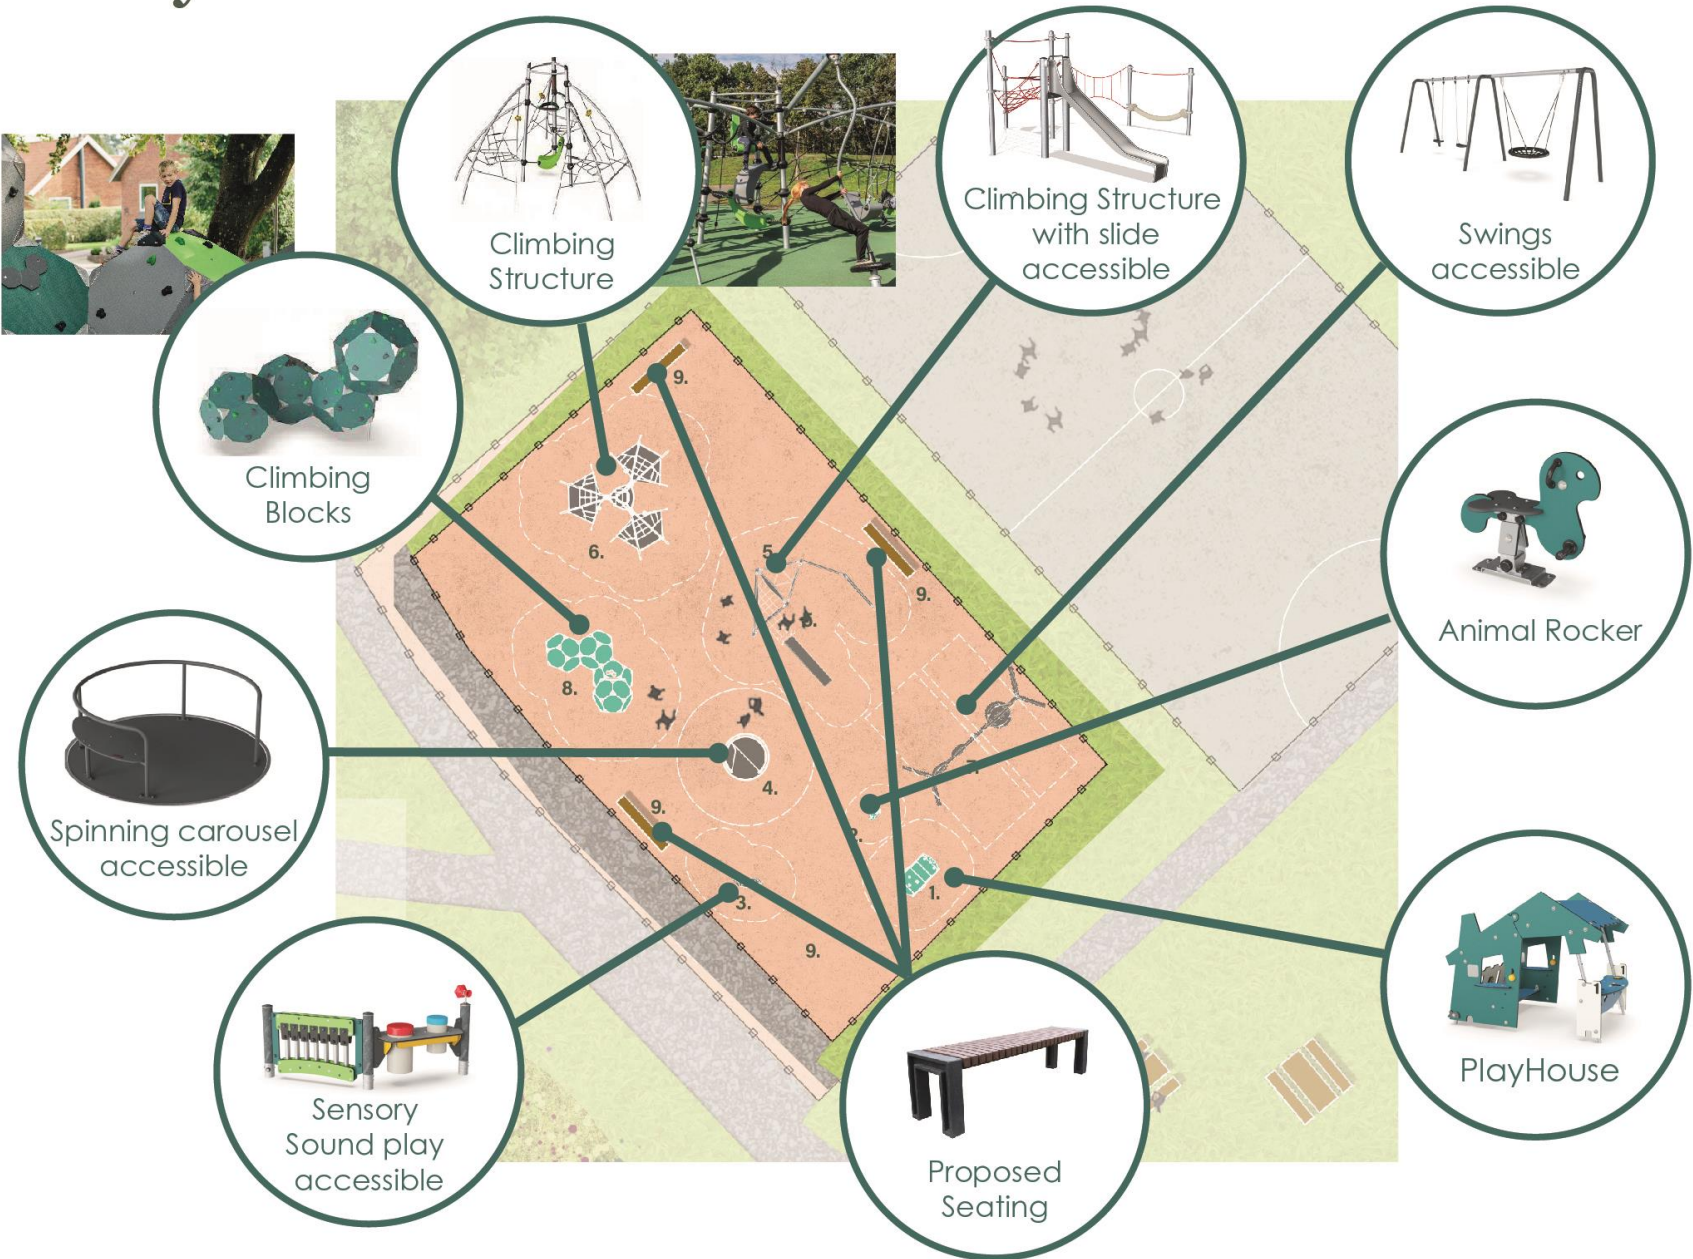 Climbing
Structure
Climbing Structure
with slide
accessible
Swings
accessible
Climbing
Blocks
Animal Rocker
Spinning carousel
accessible
PlayHouse
Sensory
Sound play
accessible
Proposed
Seating
9.
6.
5.
9.
8.
7.
4.
9.
2.
1.
3.
9.